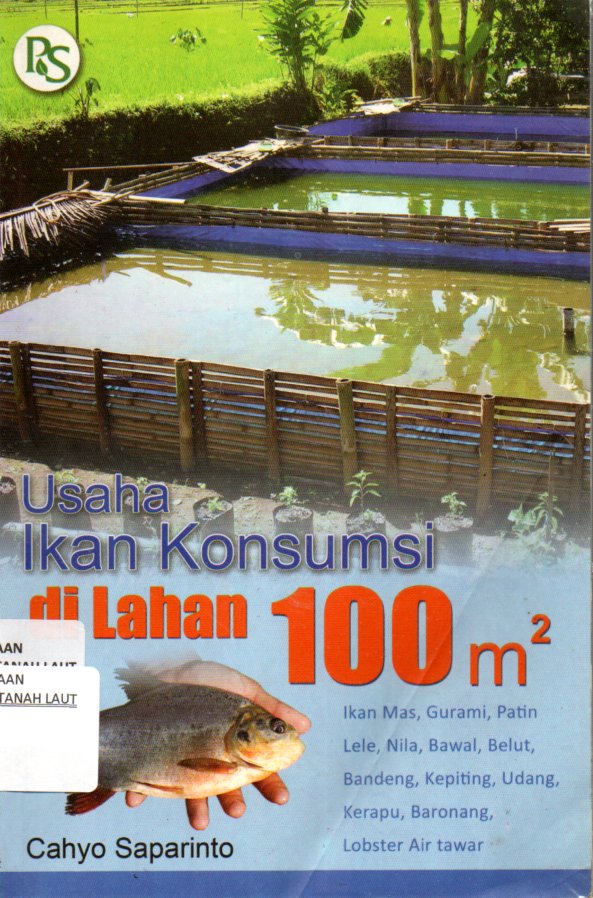 PS
Usaha
Ikan Konsumsi
di Lahan 100 m²
AAN
TANAH LAUT
AAN
TANAH LAUT
Ikan Mas, Gurami, Patin
Lele, Nila, Bawal, Belut,
Bandeng, Kepiting, Udang,
Kerapu, Baronang,
Lobster Air tawar
Cahyo Saparinto